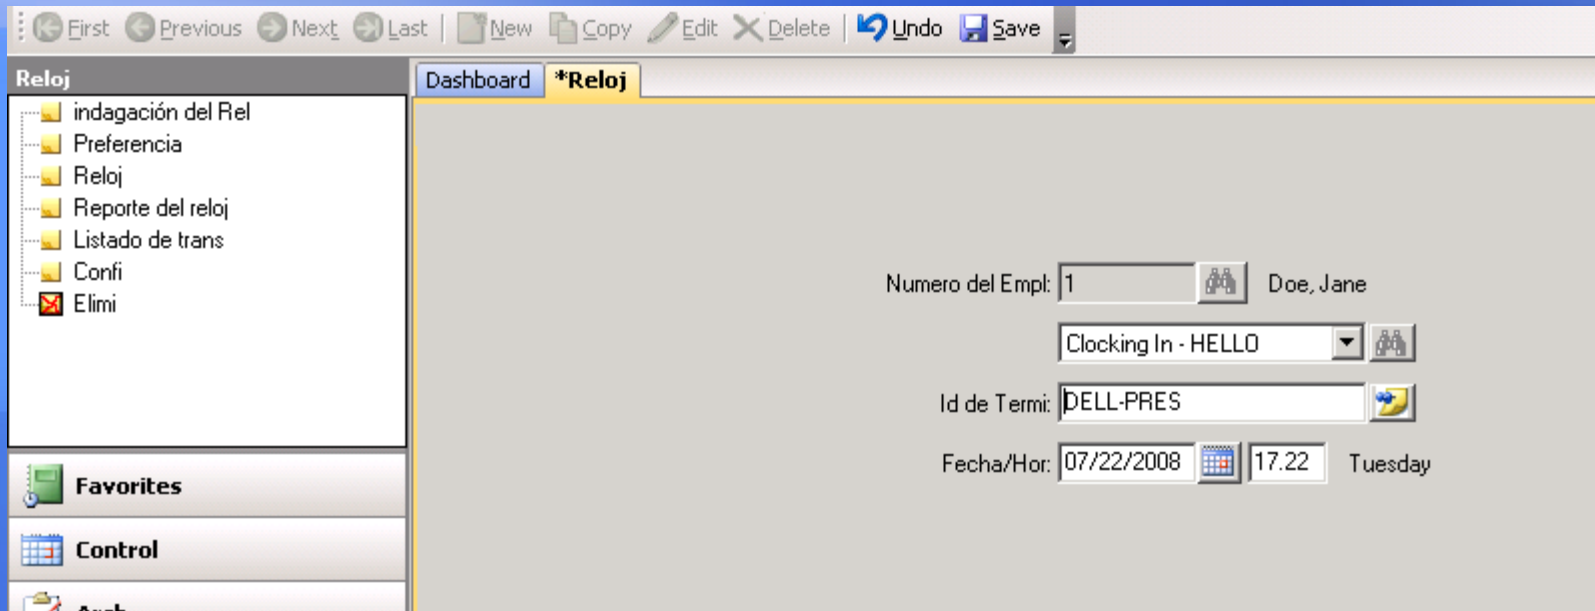 First Previous Next Last New Copy Edit Delete Undo Save
Reloj
Dashboard *Reloj
indagación del Rel
Preferencia
Reloj
Reporte del reloj
Listado de trans
Confi
Elimi
Numero del Empl: 1 Doe, Jane
Clocking In - HELLO
Id de Termi: DELL-PRES
Fecha/Hor: 07/22/2008 17.22 Tuesday
Favorites
Control